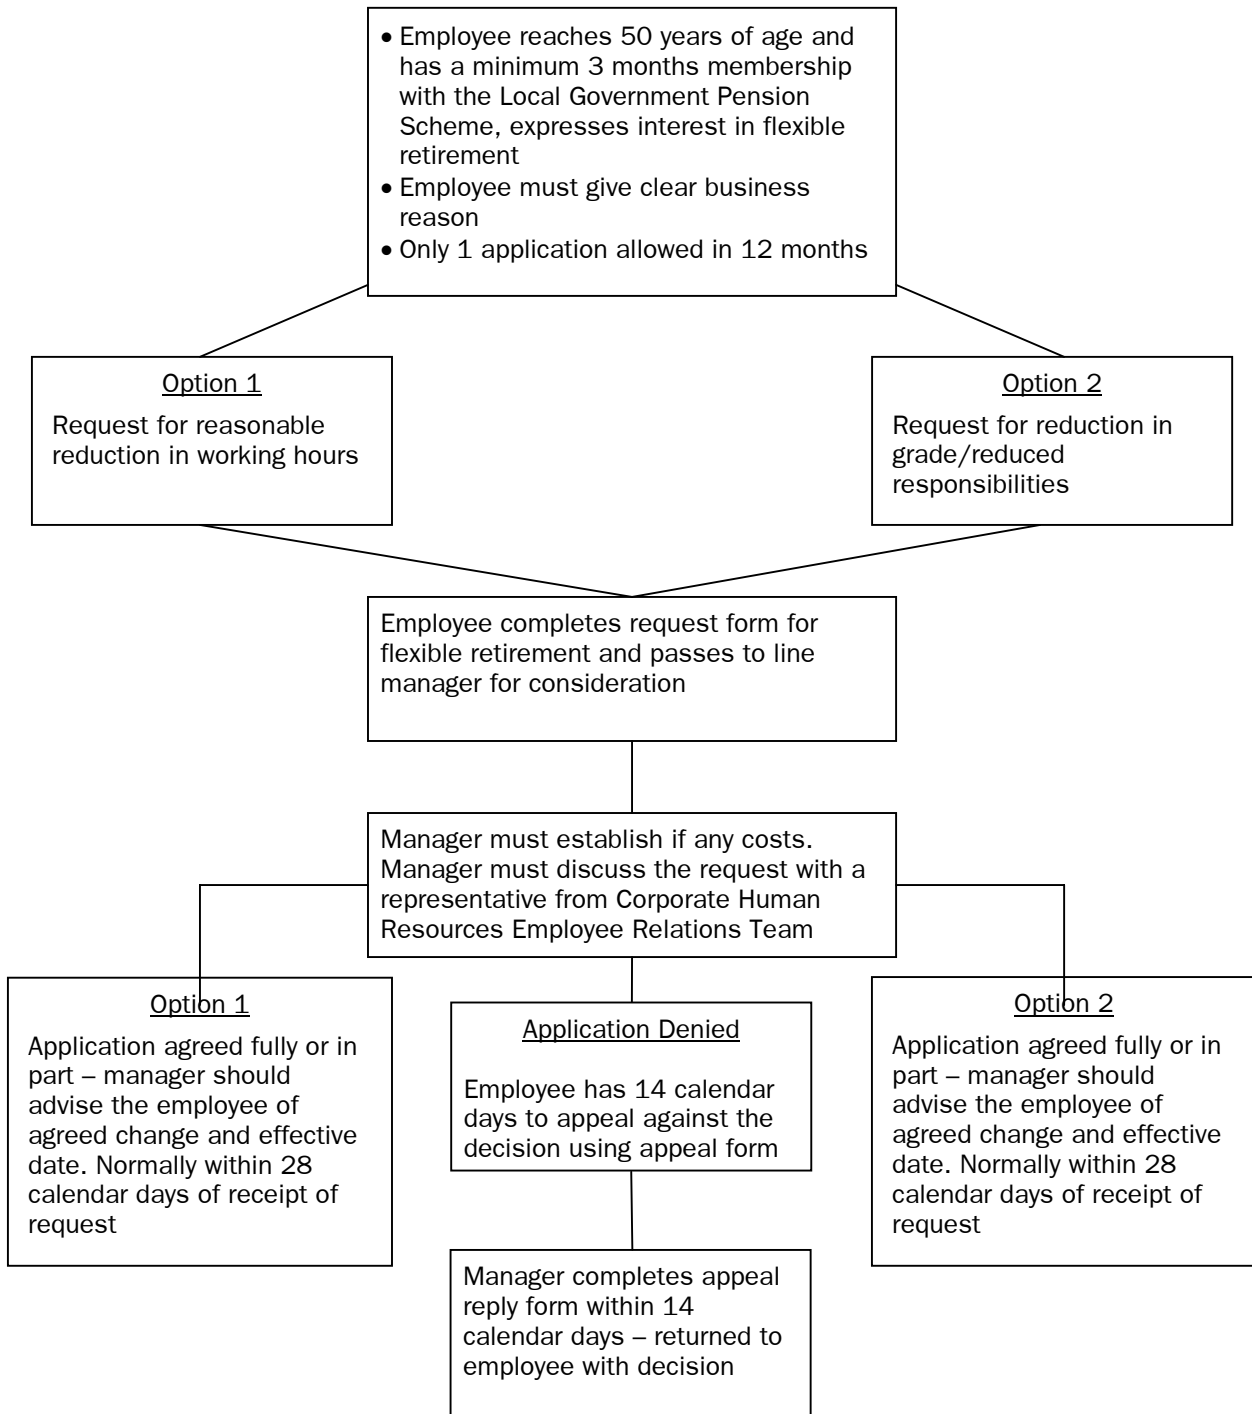 • Employee reaches 50 years of age and
has a minimum 3 months membership
with the Local Government Pension
Scheme, expresses interest in flexible
retirement
• Employee must give clear business
reason
• Only 1 application allowed in 12 months
Option 1
Request for reasonable
reduction in working hours
Option 2
Request for reduction in
grade/reduced
responsibilities
Employee completes request form for
flexible retirement and passes to line
manager for consideration
Manager must establish if any costs.
Manager must discuss the request with a
representative from Corporate Human
Resources Employee Relations Team
Option 1
Application agreed fully or in
part – manager should
advise the employee of
agreed change and effective
date. Normally within 28
calendar days of receipt of
request
Application Denied
Employee has 14 calendar
days to appeal against the
decision using appeal form
Option 2
Application agreed fully or in
part – manager should
advise the employee of
agreed change and effective
date. Normally within 28
calendar days of receipt of
request
Manager completes appeal
reply form within 14
calendar days – returned to
employee with decision